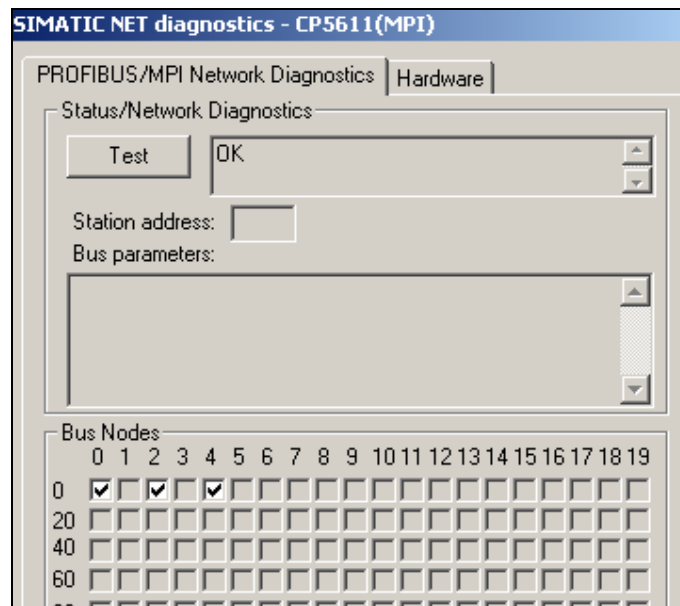 SIMATIC NET diagnostics - CP5611(MPI)
PROFIBUS/MPI Network Diagnostics Hardware
Status/Network Diagnostics
Test OK
Station address:
Bus parameters:
Bus Nodes
0 1 2 3 4 5 6 7 8 9 10 11 12 13 14 15 16 17 18 19
0
20
40
60